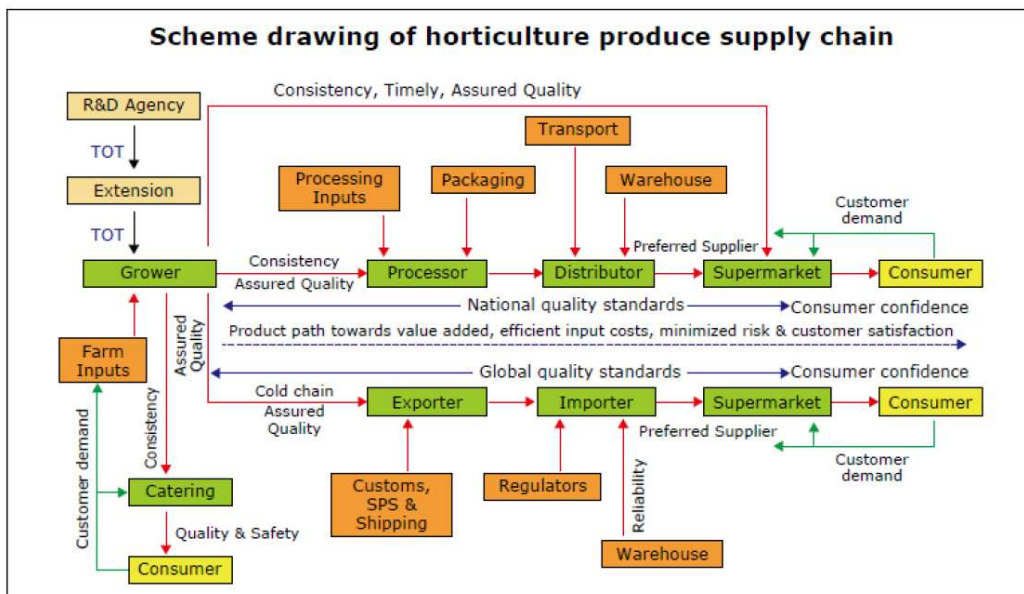 Scheme drawing of horticulture produce supply chain
R&D Agency
Consistency, Timely, Assured Quality
Transport
TOT
Extension
Processing
Inputs
Packaging
Warehouse
Customer
demand
TOT
Preferred Supplier
Grower
Consistency
Assured Quality
Processor
Distributor
Supermarket
Consumer
National quality standards
Consumer confidence
Product path towards value added, efficient input costs, minimized risk & customer satisfaction
Farm
Inputs
Assured
Quality
Global quality standards
Consumer confidence
Cold chain
Assured
Quality
Exporter
Importer
Supermarket
Consumer
Preferred Supplier
Customer
demand
Consistency
Customer demand
Catering
Customs,
SPS &
Shipping
Regulators
Reliability
Quality & Safety
Warehouse
Consumer